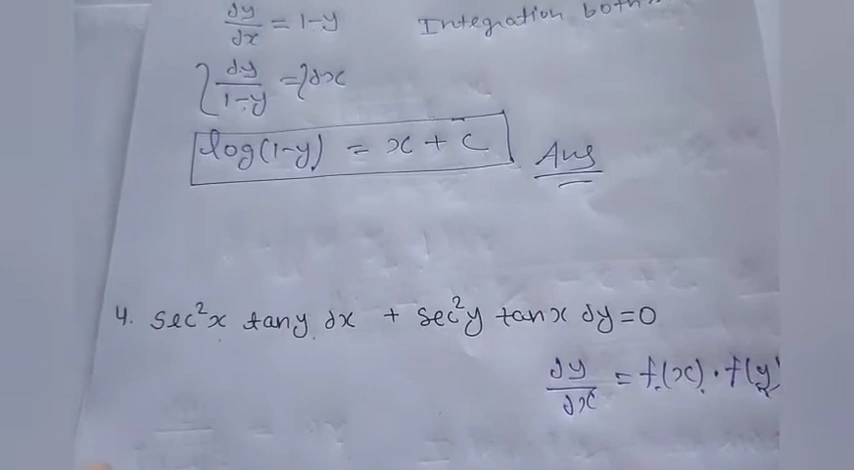 dy/dx = 1-y Integration both
∫ dy/1-y = ∫dx
log(1-y) = x + c Ans
4. sec²x tany dx + sec²y tanx dy=0
dy/dx = f(x).f(y)